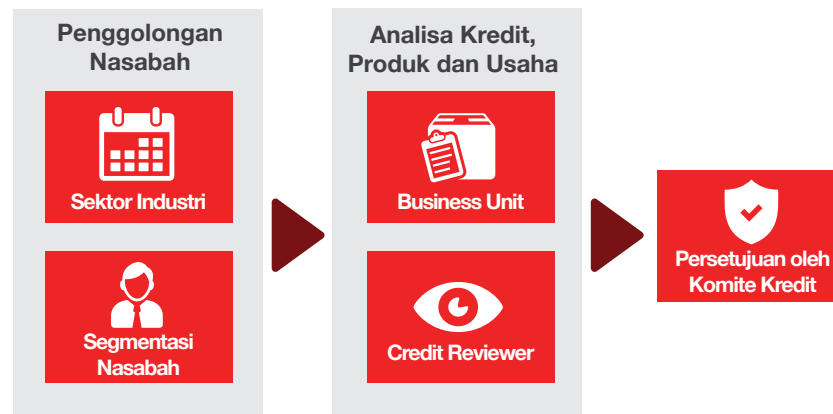 Penggolongan
Nasabah
Sektor Industri
Segmentasi
Nasabah
Analisa Kredit,
Produk dan Usaha
Business Unit
Credit Reviewer
Persetujuan oleh
Komite Kredit